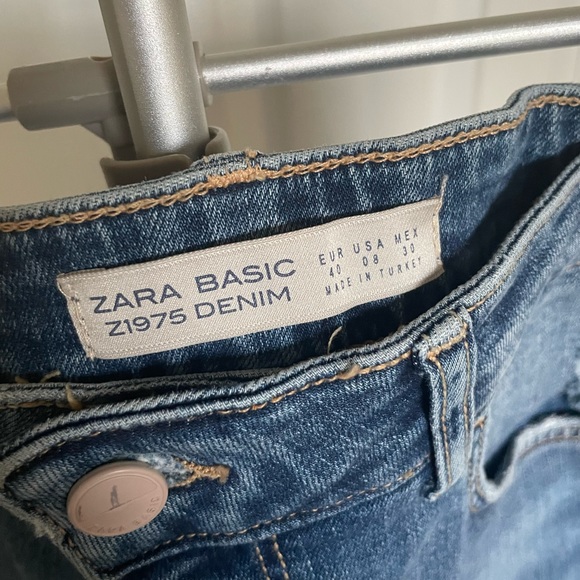 ZARA BASIC
Z1975 DENIM
EUR USA MEX
40 08 30
MADE IN TURKEY